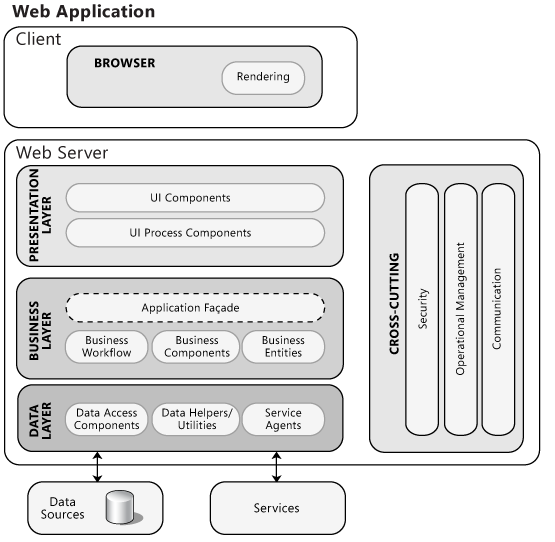 Web Application
Client
BROWSER
Rendering
Web Server
PRESENTATION
LAYER
UI Components
UI Process Components
BUSINESS
LAYER
Application Façade
Business
Workflow
Business
Components
Business
Entities
DATA
LAYER
Data Access
Components
Data Helpers/
Utilities
Service
Agents
CROSS-CUTTING
Security
Operational Management
Communication
Data
Sources
Services